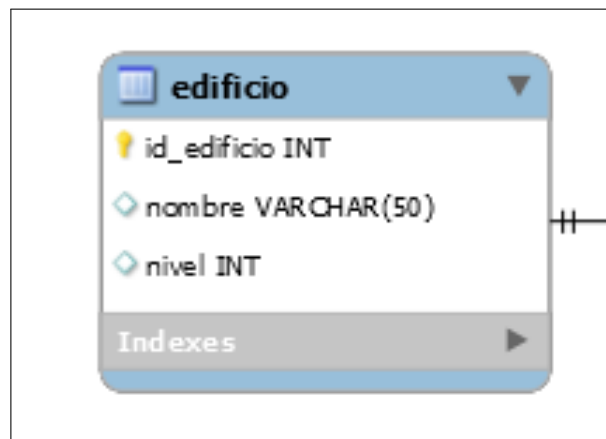 edificio
id_edificio INT
nombre VARCHAR(50)
nivel INT
Indexes